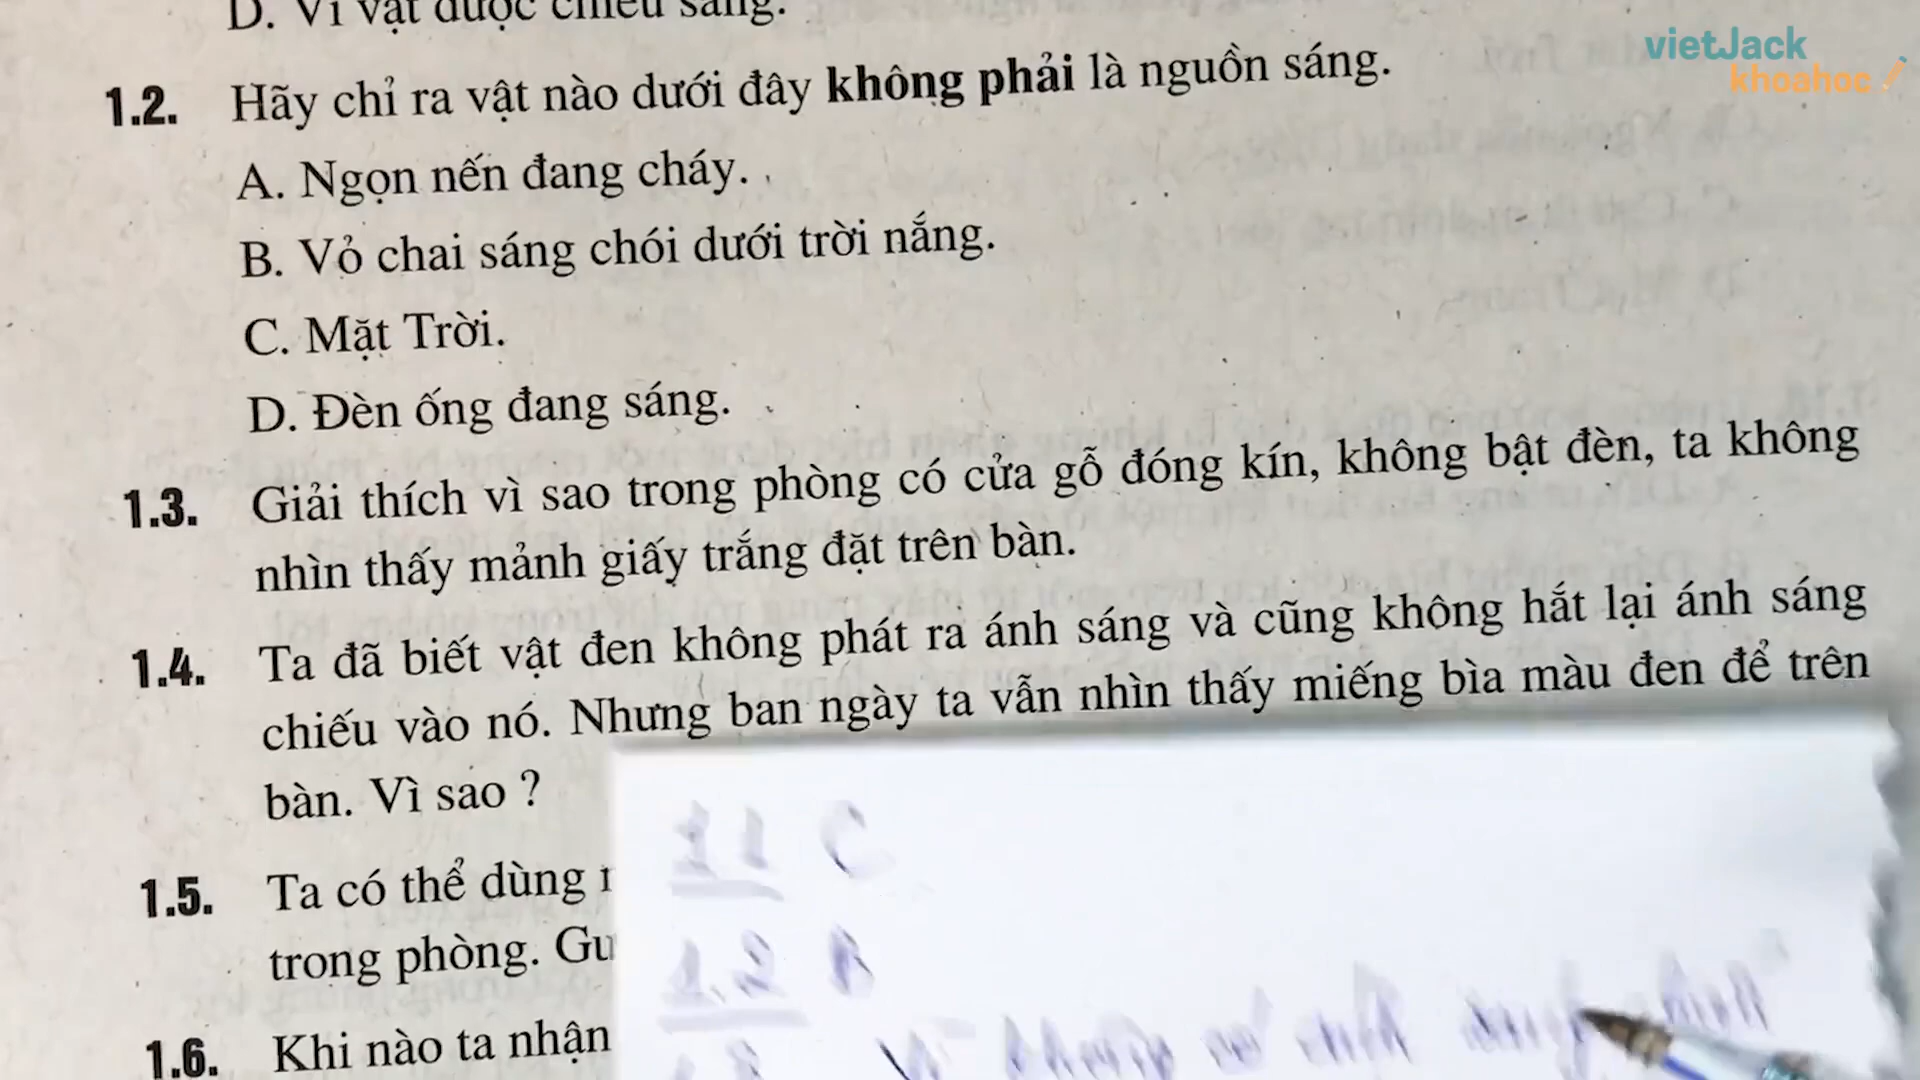 D. Vì vật được chiếu sáng.
vietJack
khoahoc
1.2. Hãy chỉ ra vật nào dưới đây không phải là nguồn sáng.
A. Ngọn nến đang cháy.
B. Vỏ chai sáng chói dưới trời nắng.
C. Mặt Trời.
D. Đèn ống đang sáng.
1.3. Giải thích vì sao trong phòng có cửa gỗ đóng kín, không bật đèn, ta không
nhìn thấy mảnh giấy trắng đặt trên bàn.
1.4. Ta đã biết vật đen không phát ra ánh sáng và cũng không hắt lại ánh sáng
chiếu vào nó. Nhưng ban ngày ta vẫn nhìn thấy miếng bìa màu đen để trên
bàn. Vì sao ?
1.5. Ta có thể dùng
trong phòng.
1.6. Khi nào ta nhận
1.1 C
1.2 B